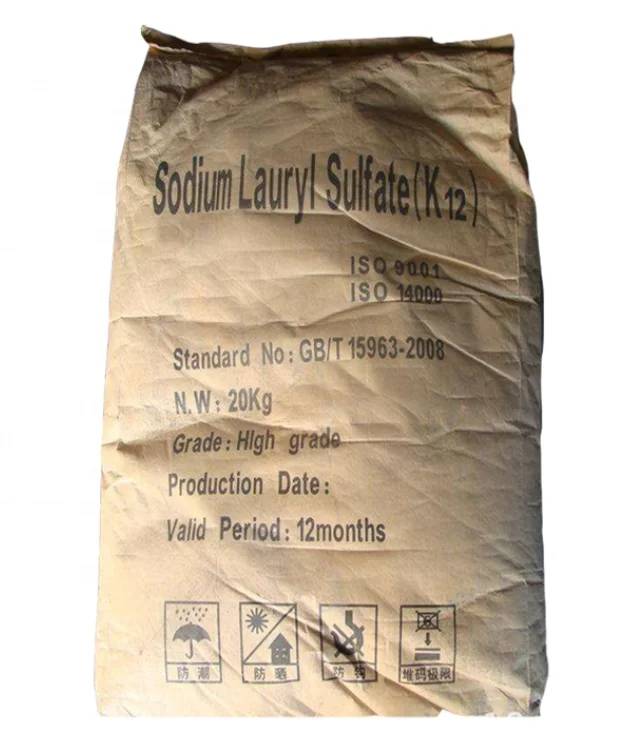 Sodium Lauryl Sulfate(K12)
ISO 9001
ISO 14000
Standard No: GB/T 15963-2008
N.W: 20Kg
Grade: HIgh grade
Production Date:
Valid Period: 12months
防潮 防晒 防钩 堆码极限